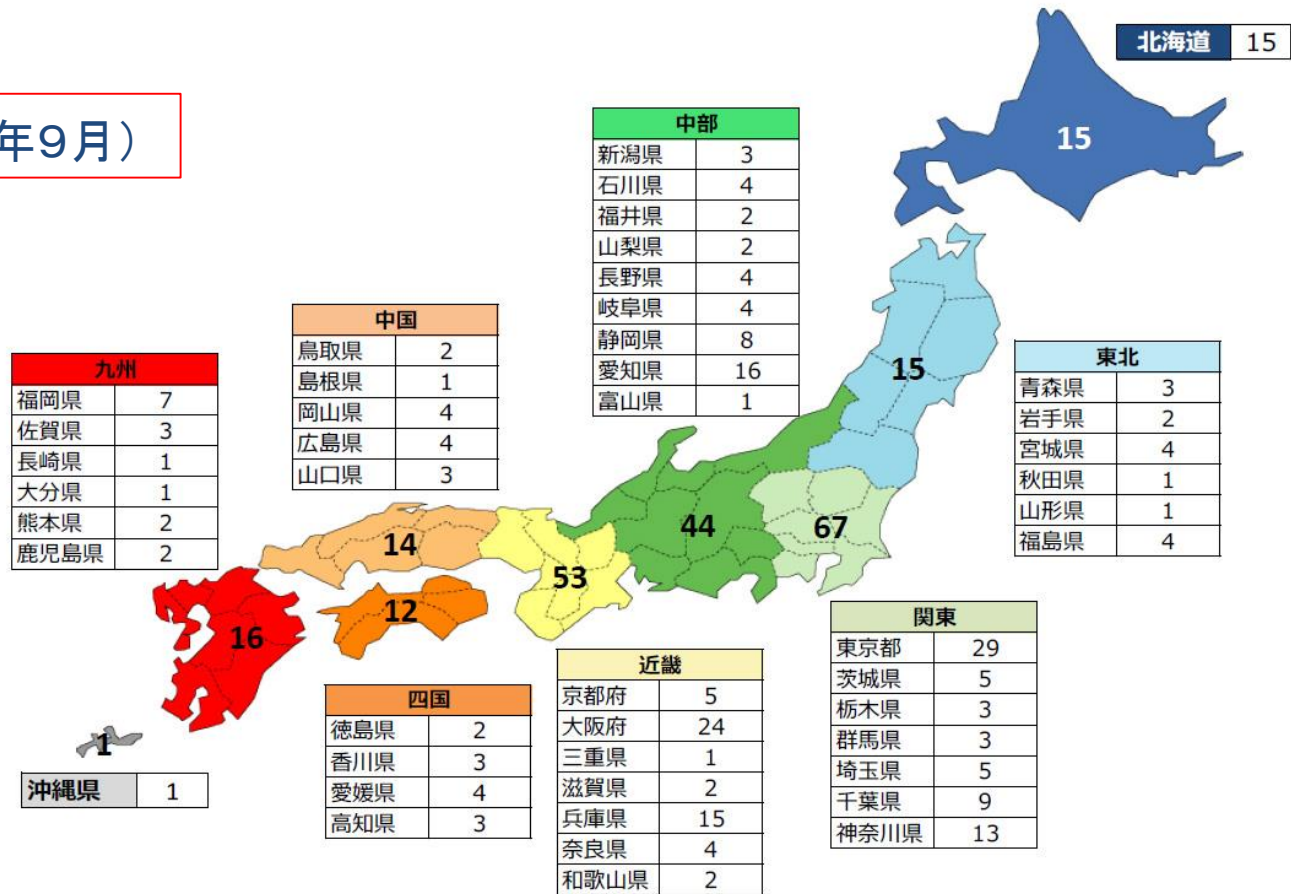 北海道 15
15
年9月）
中部
新潟県 3
石川県 4
福井県 2
山梨県 2
長野県 4
岐阜県 4
静岡県 8
愛知県 16
富山県 1
中国
鳥取県 2
島根県 1
岡山県 4
広島県 4
山口県 3
九州
福岡県 7
佐賀県 3
長崎県 1
大分県 1
熊本県 2
鹿児島県 2
東北
青森県 3
岩手県 2
宮城県 4
秋田県 1
山形県 1
福島県 4
15
44
67
14
53
12
16
1
沖縄県 1
四国
徳島県 2
香川県 3
愛媛県 4
高知県 3
近畿
京都府 5
大阪府 24
三重県 1
滋賀県 2
兵庫県 15
奈良県 4
和歌山県 2
関東
東京都 29
茨城県 5
栃木県 3
群馬県 3
埼玉県 5
千葉県 9
神奈川県 13